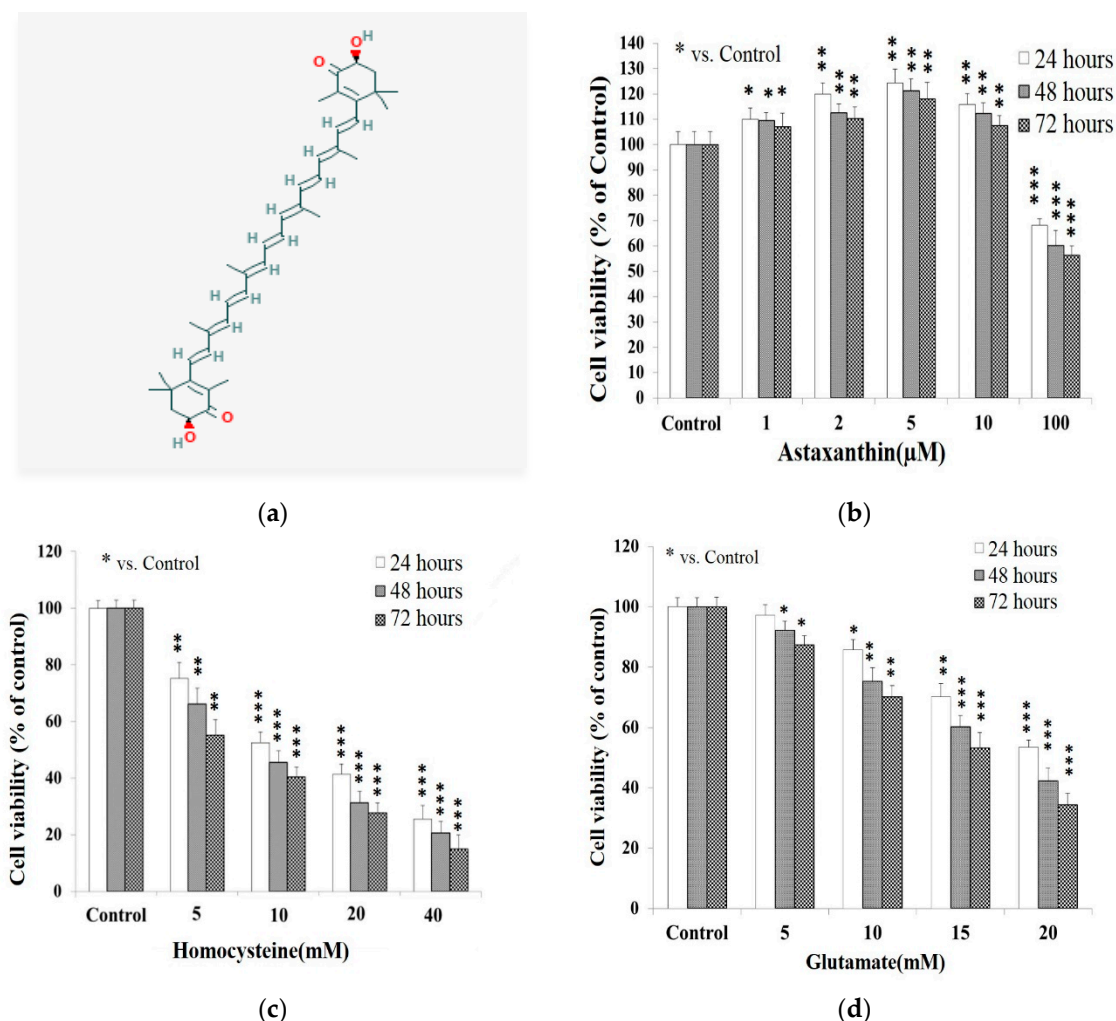 H
O
O
H H
H
H H
H
H H
H
H H
H
H H
O
O
H
(a)
Cell viability (% of Control)
* vs. Control
24 hours
48 hours
72 hours
140
130
120
110
100
90
80
70
60
50
40
30
20
10
0
* * *
** ** **
** ** **
** ** **
*** *** ***
Control 1 2 5 10 100
Astaxanthin(μM)
(b)
Cell viability (% of control)
* vs. Control
24 hours
48 hours
72 hours
120
100
80
60
40
20
0
** ** **
*** *** ***
*** *** ***
*** *** ***
Control 5 10 20 40
Homocysteine(mM)
(c)
Cell viability (% of control)
* vs. Control
24 hours
48 hours
72 hours
120
100
80
60
40
20
0
* *
* ** **
** *** ***
*** *** ***
Control 5 10 15 20
Glutamate(mM)
(d)